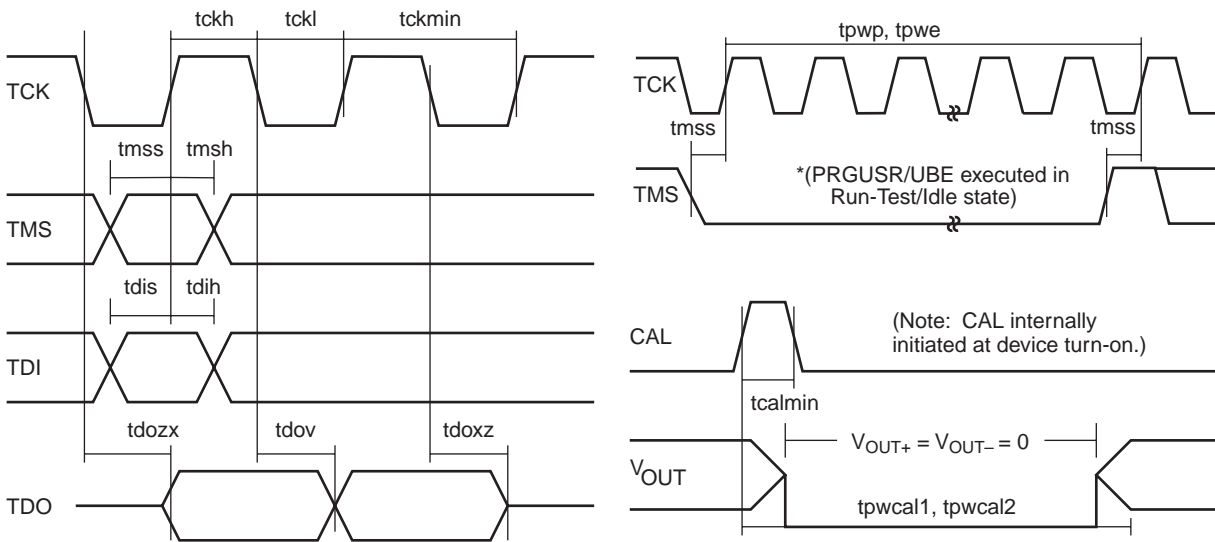 tckh tckl tckmin
TCK
tmss tmsh
TMS
tdis tdih
TDI
tdozx tdov tdoxz
TDO
tpwp, tpwe
TCK
tmss tmss
*(PRGUSR/UBE executed in
Run-Test/Idle state)
TMS
CAL
(Note: CAL internally
initiated at device turn-on.)
tcalmin
VOUT+ = VOUT– = 0
VOUT
tpwcal1, tpwcal2